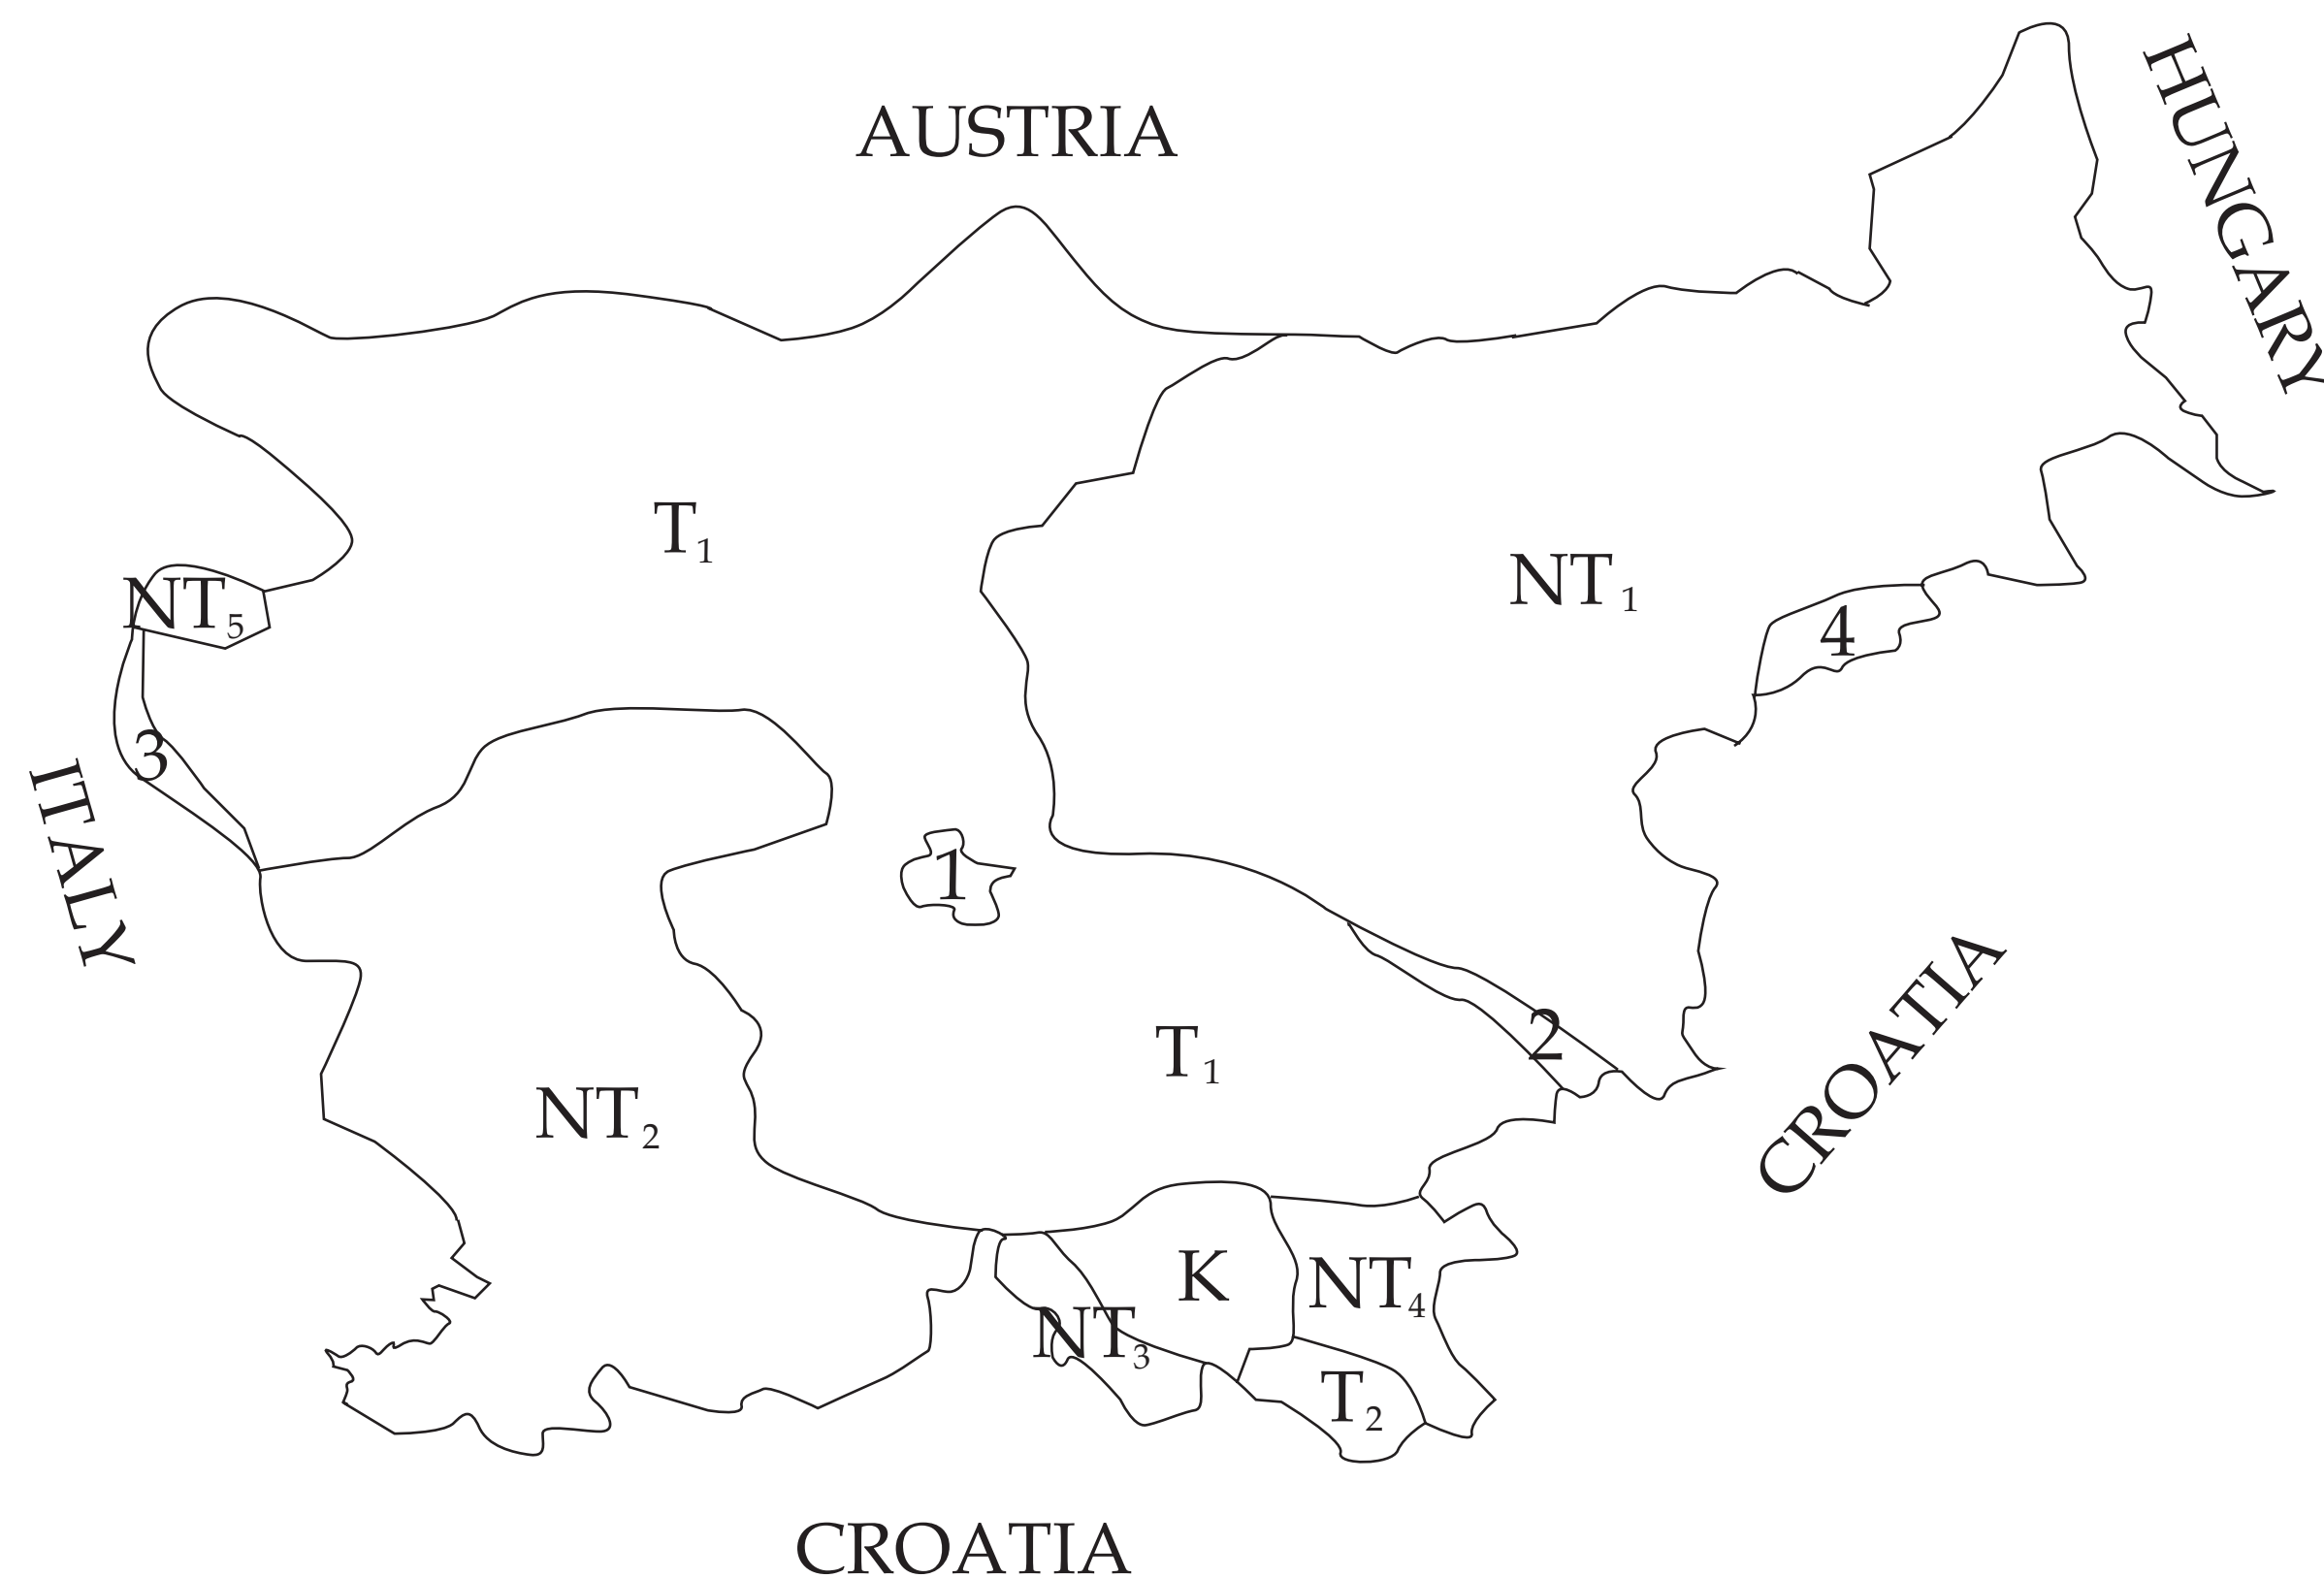 AUSTRIA
HUNGARY
T1
NT1
NT5
4
3
ITALY
1
2
T1
NT2
CROATIA
K
NT4
NT3
T2
CROATIA